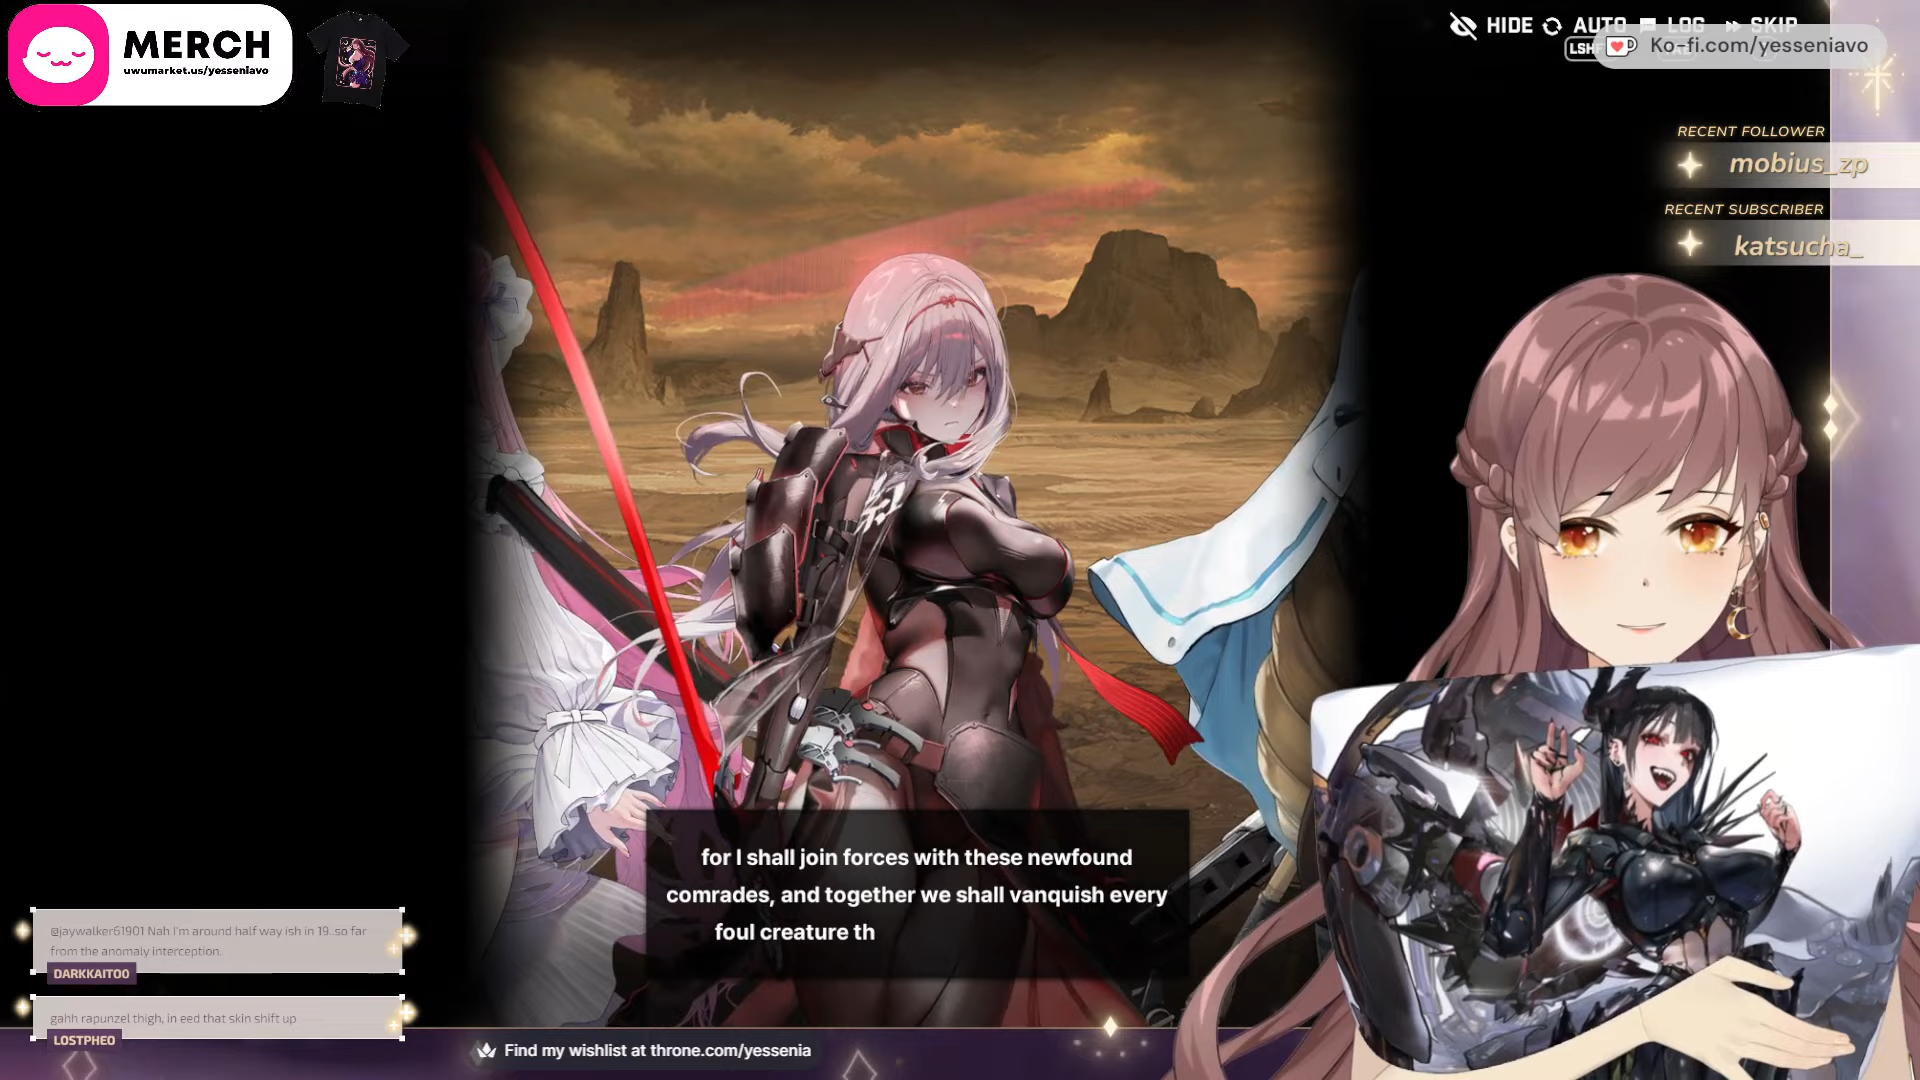 MERCH
uwumarket.us/yesseniavo
HIDE
AUTO
LOG
SKIP
Ko-fi.com/yesseniavo
RECENT FOLLOWER
mobius_zp
RECENT SUBSCRIBER
katsucha_
紅
for I shall join forces with these newfound
comrades, and together we shall vanquish every
foul creature th
@jaywalker61901 Nah I'm around half way ish in 19..so far
from the anomaly interception.
DARKKAITOO
gahh rapunzel thigh, in eed that skin shift up
LOSTPHEO
Find my wishlist at throne.com/yessenia